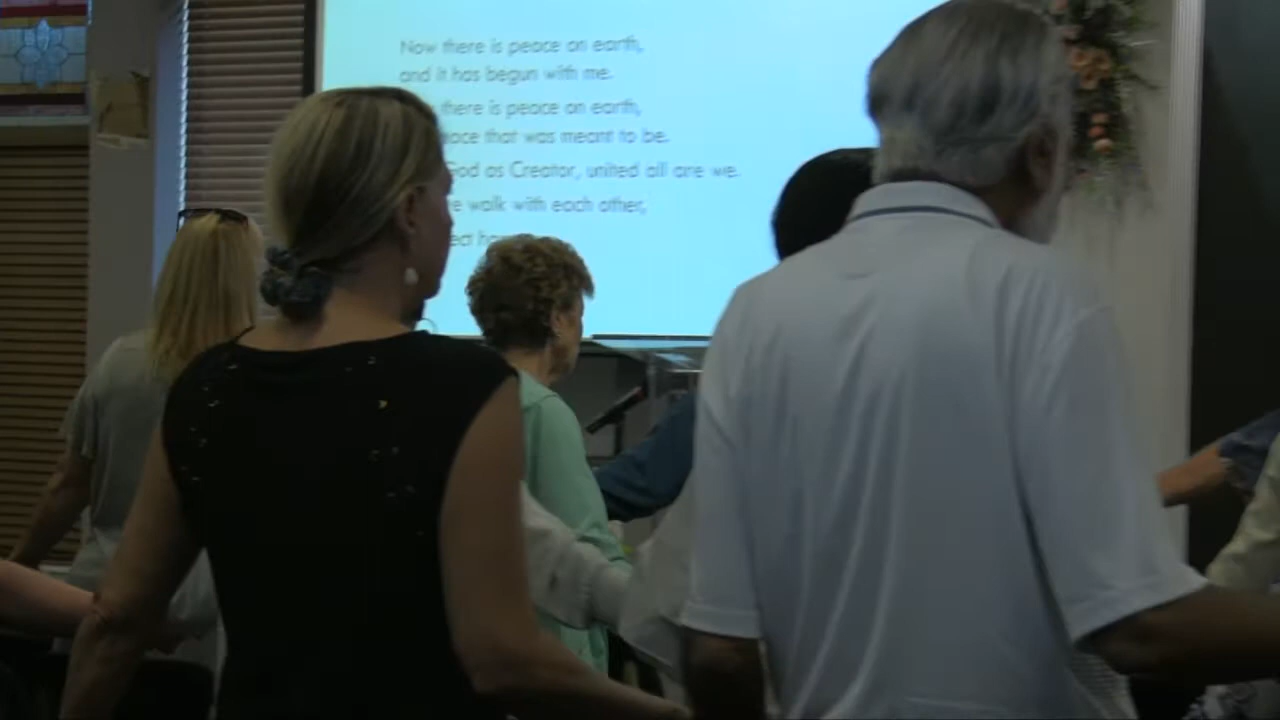 Now there is peace on earth,
and it has begun with me.
there is peace on earth,
that was meant to be.
God as Creator, united all are we.
walk with each other,